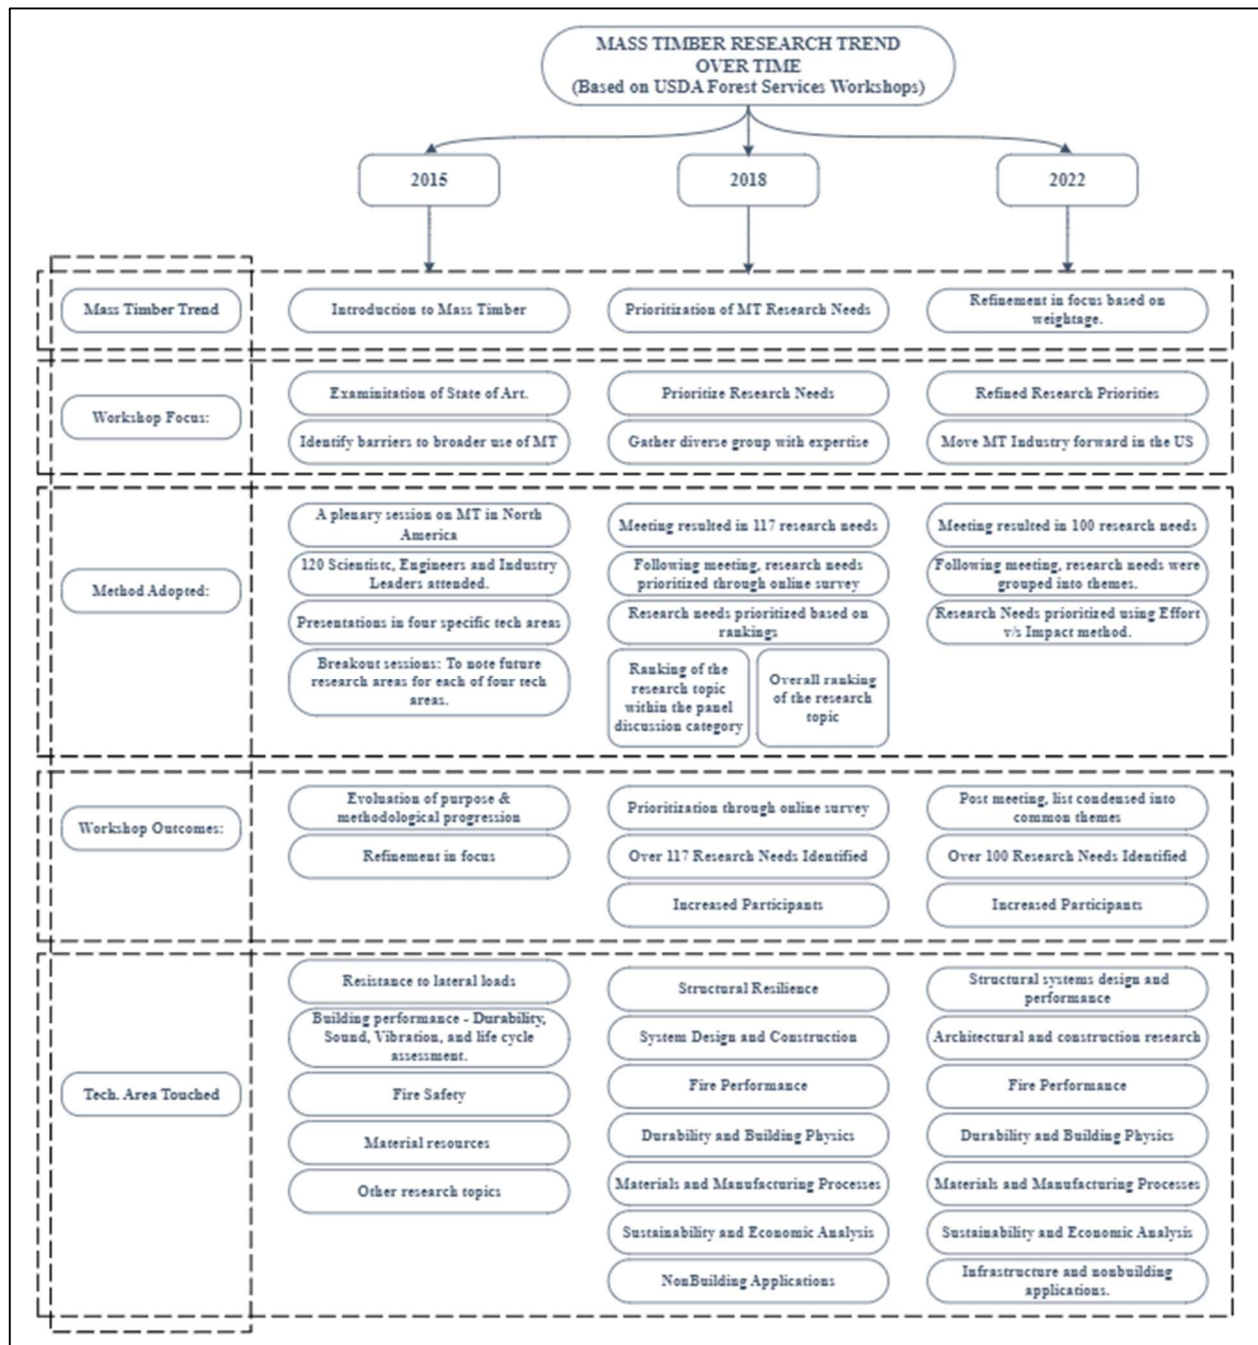 MASS TIMBER RESEARCH TREND
OVER TIME
(Based on USDA Forest Services Workshops)
2015
2018
2022
Mass Timber Trend
Introduction to Mass Timber
Prioritization of MT Research Needs
Refinement in focus based on
weightage.
Workshop Focus:
Examinitation of State of Art.
Identify barriers to broader use of MT
Prioritize Research Needs
Gather diverse group with expertise
Refined Research Priorities
Move MT Industry forward in the US
Method Adopted:
A plenary session on MT in North
America
120 Scientistc, Engineers and Industry
Leaders attended.
Presentations in four specific tech areas
Breakout sessions: To note future
research areas for each of four tech
areas.
Meeting resulted in 117 research needs
Following meeting, research needs
prioritized through online survey
Research needs prioritized based on
rankings
Ranking of the
research topic
within the panel
discussion category
Overall ranking
of the research
topic
Meeting resulted in 100 research needs
Following meeting, research needs were
grouped into themes.
Research Needs prioritized using Effort
v/s Impact method.
Workshop Outcomes:
Evaluation of purpose &
methodological progression
Refinement in focus
Prioritization through online survey
Over 117 Research Needs Identified
Increased Participants
Post meeting, list condensed into
common themes
Over 100 Research Needs Identified
Increased Participants
Tech. Area Touched
Resistance to lateral loads
Building performance - Durability,
Sound, Vibration, and life cycle
assessment.
Fire Safety
Material resources
Other research topics
Structural Resilience
System Design and Construction
Fire Performance
Durability and Building Physics
Materials and Manufacturing Processes
Sustainability and Economic Analysis
NonBuilding Applications
Structural systems design and
performance
Architectural and construction research
Fire Performance
Durability and Building Physics
Materials and Manufacturing Processes
Sustainability and Economic Analysis
Infrastructure and nonbuilding
applications.